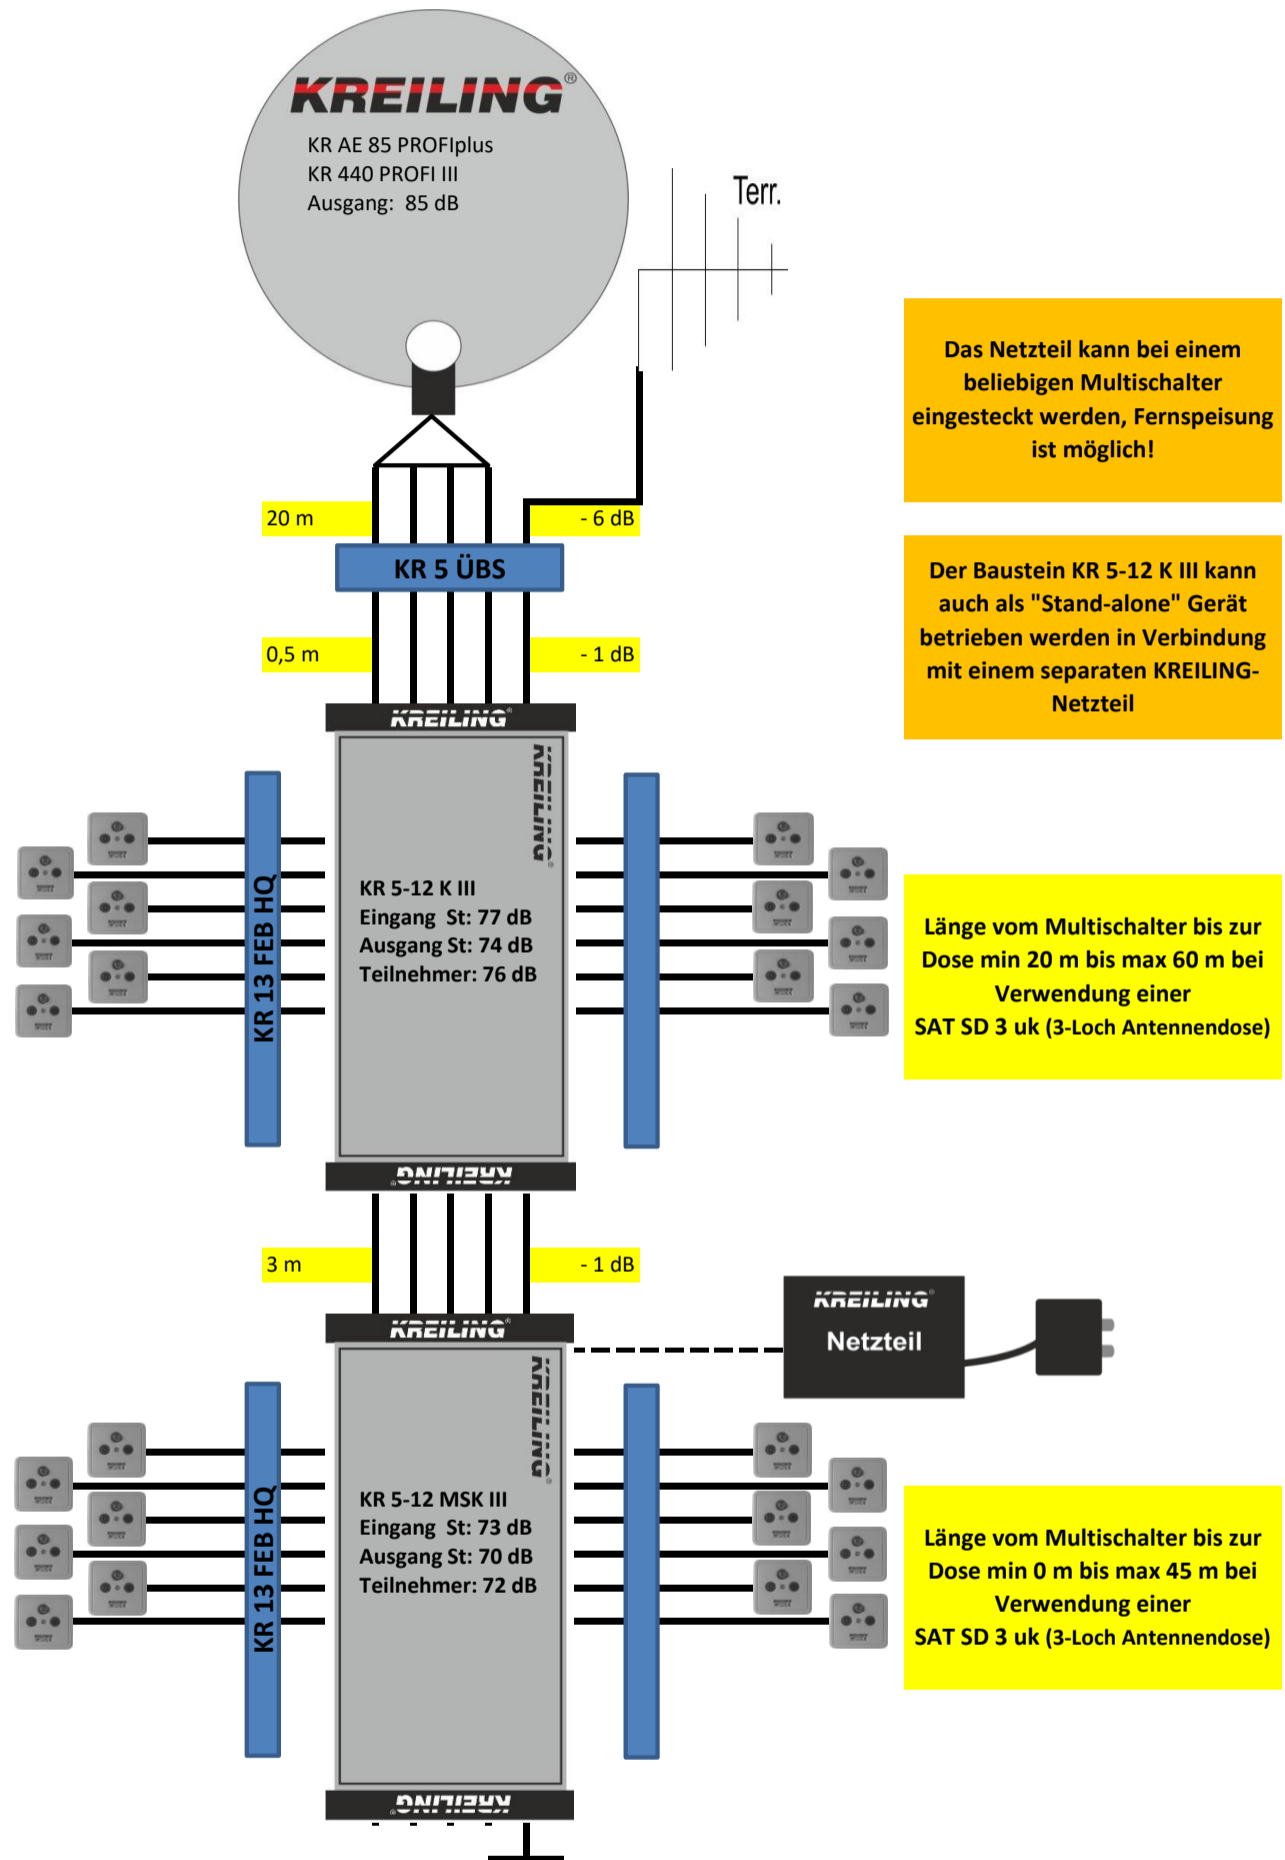 KREILING®
KR AE 85 PROFIplus
KR 440 PROFI III
Ausgang: 85 dB
Terr.
Das Netzteil kann bei einem
beliebigen Multischalter
eingesteckt werden, Fernspeisung
ist möglich!
20 m
- 6 dB
KR 5 ÜBS
Der Baustein KR 5-12 K III kann
auch als "Stand-alone" Gerät
betrieben werden in Verbindung
mit einem separaten KREILING-
Netzteil
0,5 m
- 1 dB
KREILING®
KREILING®
KR 13 FEB HQ
KR 5-12 K III
Eingang St: 77 dB
Ausgang St: 74 dB
Teilnehmer: 76 dB
Länge vom Multischalter bis zur
Dose min 20 m bis max 60 m bei
Verwendung einer
SAT SD 3 uk (3-Loch Antennendose)
KREILING®
3 m
- 1 dB
KREILING®
KREILING®
Netzteil
KREILING®
KR 13 FEB HQ
KR 5-12 MSK III
Eingang St: 73 dB
Ausgang St: 70 dB
Teilnehmer: 72 dB
Länge vom Multischalter bis zur
Dose min 0 m bis max 45 m bei
Verwendung einer
SAT SD 3 uk (3-Loch Antennendose)
KREILING®